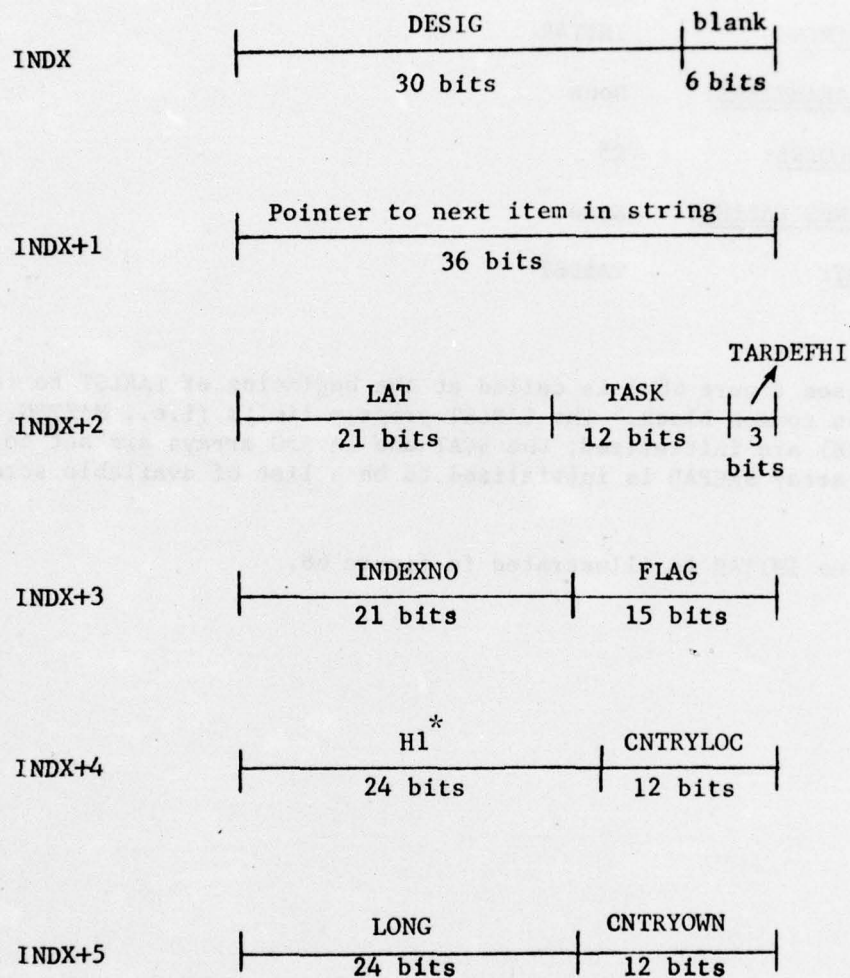 DESIG blank
INDX
30 bits 6 bits
Pointer to next item in string
INDX+1
36 bits
TARDEFHI
LAT TASK
INDX+2
21 bits 12 bits 3 bits
INDEXNO FLAG
INDX+3
21 bits 15 bits
H1*
CNTRYLOC
INDX+4
24 bits 12 bits
LONG CNTRYOWN
INDX+5
24 bits 12 bits